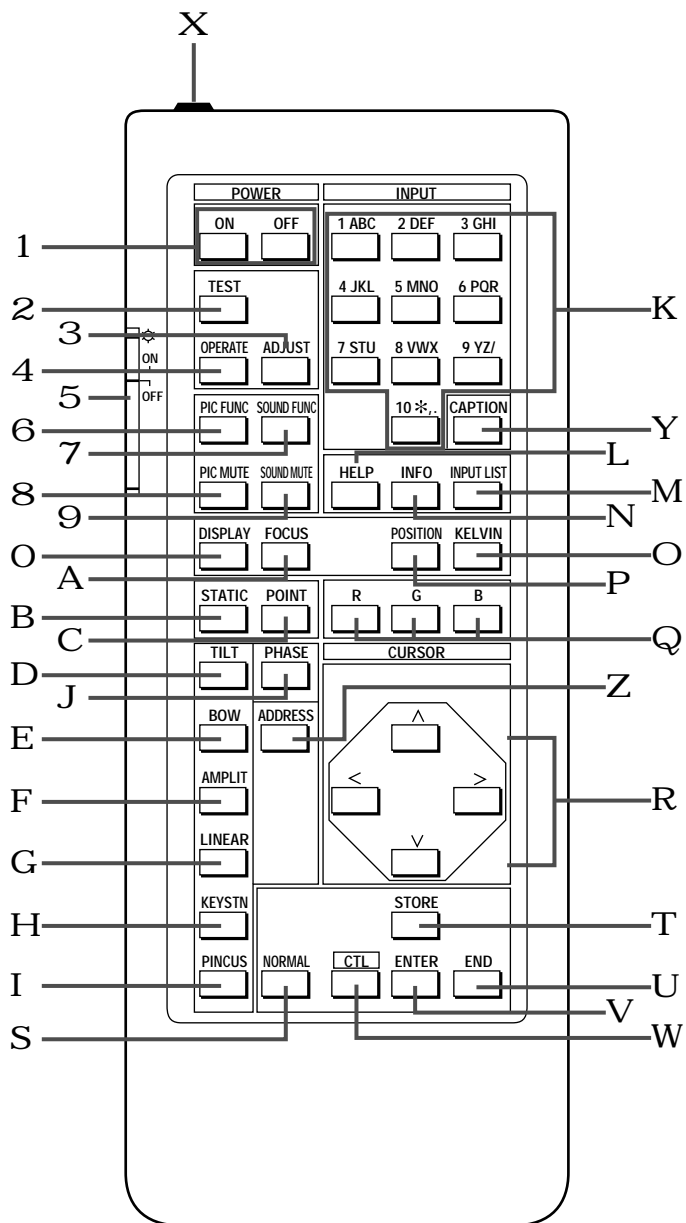 X
POWER INPUT
ON OFF 1 ABC 2 DEF 3 GHI
1
TEST 4 JKL 5 MNO 6 PQR
2 K
3
OPERATE ADJUST 7 STU 8 VWX 9 YZ/
ON
4
5 OFF
PIC FUNC SOUND FUNC 10 *,. CAPTION
6 Y
7 L
PIC MUTE SOUND MUTE HELP INFO INPUT LIST
8 M
9 N
DISPLAY FOCUS POSITION KELVIN
0 O
A P
STATIC POINT R G B
B
C Q
TILT PHASE CURSOR
D
J Z
BOW ADDRESS ^
E
AMPLIT < >
F R
LINEAR v
G
KEYSTN STORE
H T
PINCUS NORMAL CTL ENTER END
I U
S V
W